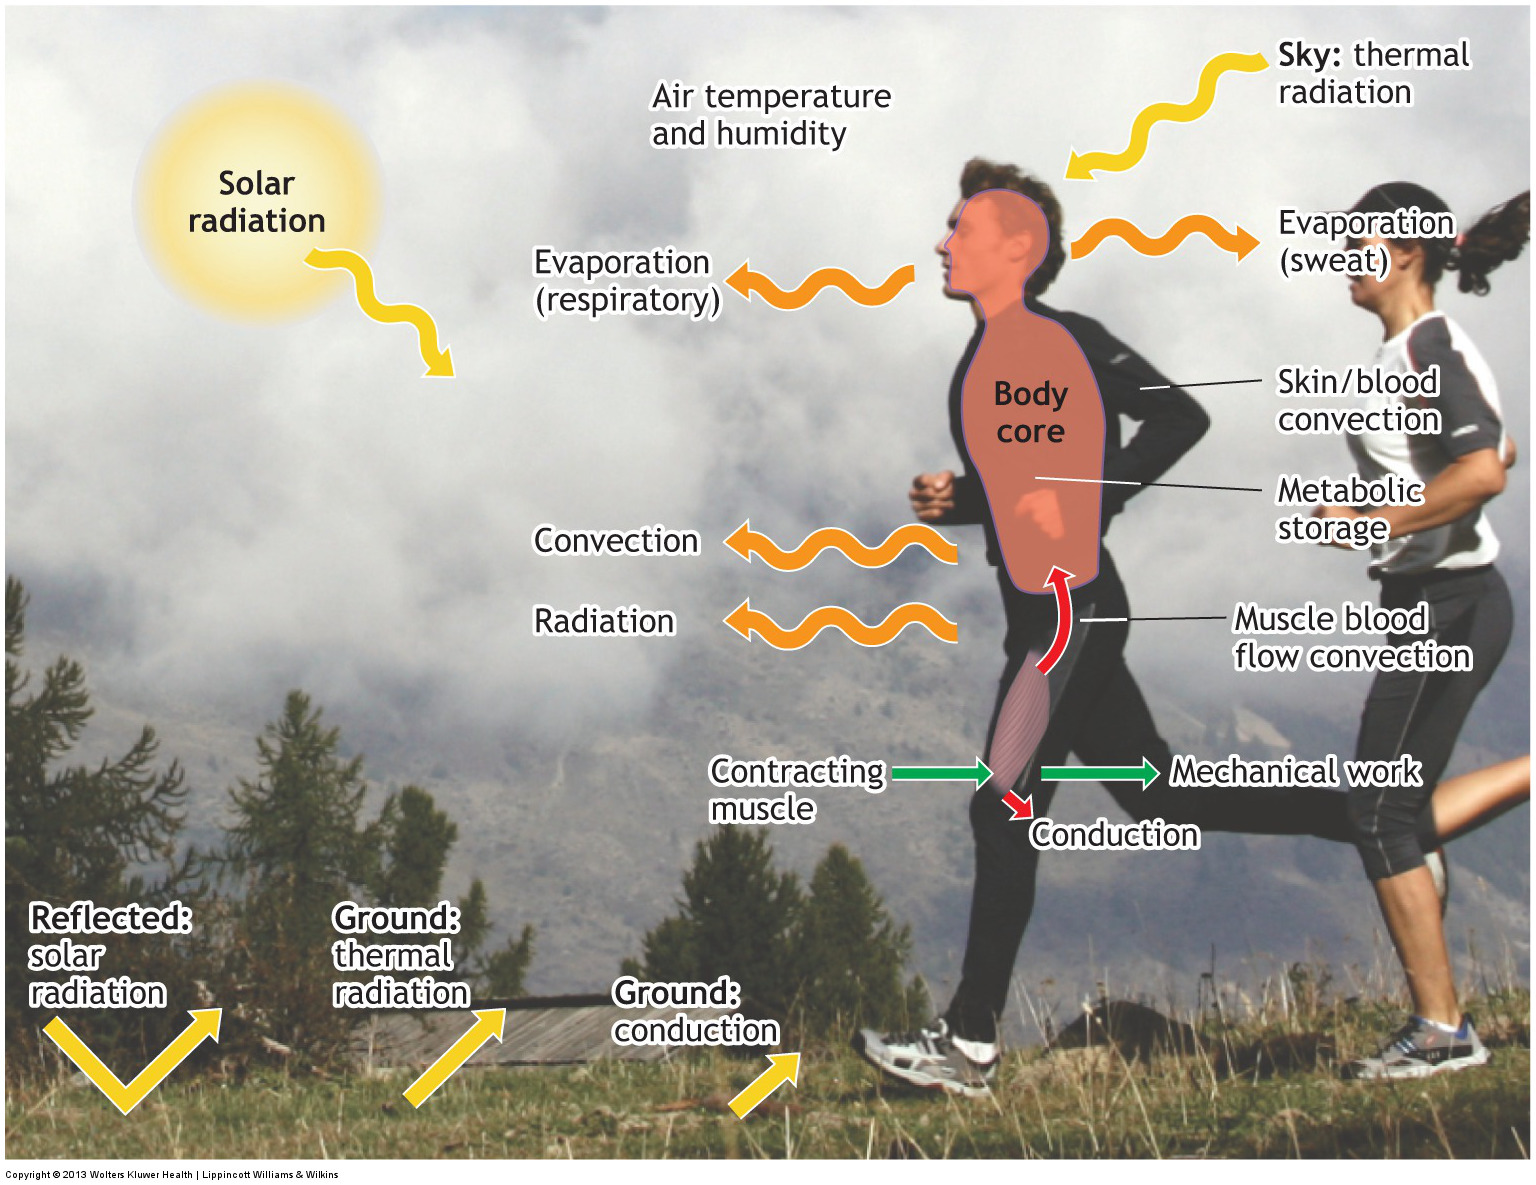 Sky: thermal
radiation
Air temperature
and humidity
Solar
radiation
Evaporation
(sweat)
Evaporation
(respiratory)
Body
core
Skin/blood
convection
Metabolic
storage
Convection
Radiation
Muscle blood
flow convection
Contracting
muscle
Mechanical work
Conduction
Reflected:
solar
radiation
Ground:
thermal
radiation
Ground:
conduction
Copyright © 2013 Wolters Kluwer Health | Lippincott Williams & Wilkins